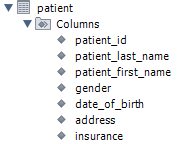 patient
Columns
patient_id
patient_last_name
patient_first_name
gender
date_of_birth
address
insurance